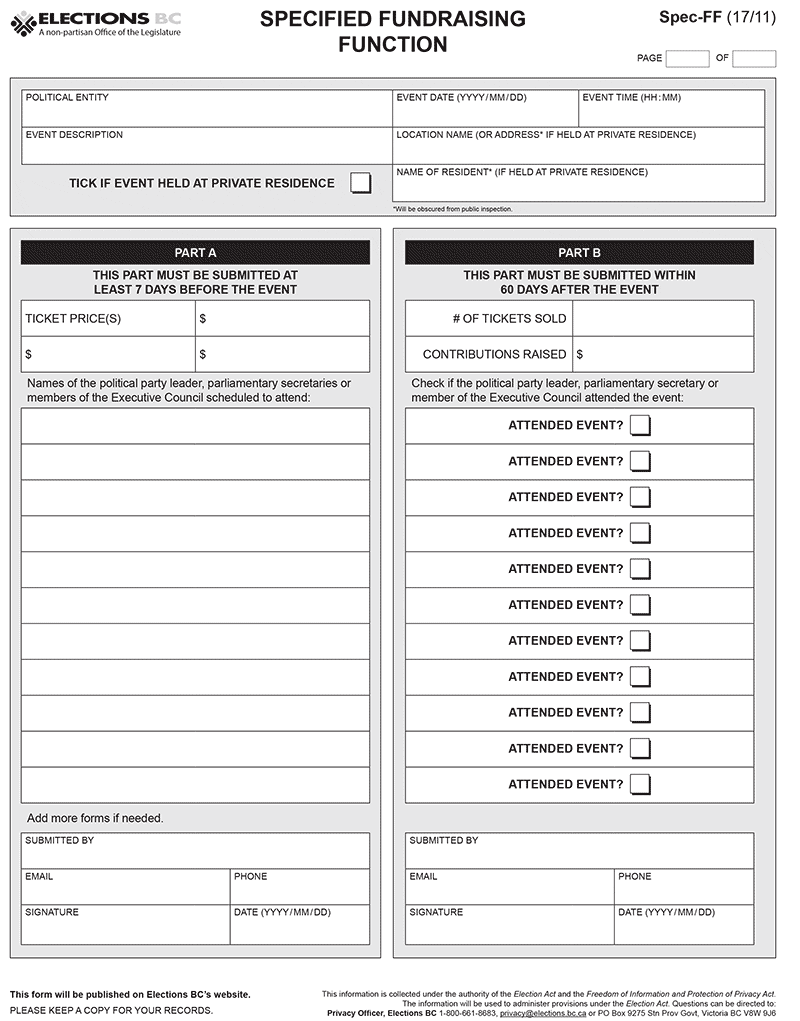 ELECTIONS BC
A non-partisan Office of the Legislature
SPECIFIED FUNDRAISING
FUNCTION
Spec-FF (17/11)
PAGE OF
POLITICAL ENTITY
EVENT DATE (YYYY/MM/DD)
EVENT TIME (HH:MM)
EVENT DESCRIPTION
LOCATION NAME (OR ADDRESS* IF HELD AT PRIVATE RESIDENCE)
TICK IF EVENT HELD AT PRIVATE RESIDENCE
NAME OF RESIDENT* (IF HELD AT PRIVATE RESIDENCE)
*Will be obscured from public inspection.
PART A
THIS PART MUST BE SUBMITTED AT
LEAST 7 DAYS BEFORE THE EVENT
TICKET PRICE(S) $
$ $
Names of the political party leader, parliamentary secretaries or
members of the Executive Council scheduled to attend:
Add more forms if needed.
SUBMITTED BY
EMAIL PHONE
SIGNATURE DATE (YYYY/MM/DD)
PART B
THIS PART MUST BE SUBMITTED WITHIN
60 DAYS AFTER THE EVENT
# OF TICKETS SOLD
CONTRIBUTIONS RAISED $
Check if the political party leader, parliamentary secretary or
member of the Executive Council attended the event:
ATTENDED EVENT?
ATTENDED EVENT?
ATTENDED EVENT?
ATTENDED EVENT?
ATTENDED EVENT?
ATTENDED EVENT?
ATTENDED EVENT?
ATTENDED EVENT?
ATTENDED EVENT?
ATTENDED EVENT?
ATTENDED EVENT?
SUBMITTED BY
EMAIL PHONE
SIGNATURE DATE (YYYY/MM/DD)
This form will be published on Elections BC's website.
PLEASE KEEP A COPY FOR YOUR RECORDS.
This information is collected under the authority of the Election Act and the Freedom of Information and Protection of Privacy Act.
The information will be used to administer provisions under the Election Act. Questions can be directed to:
Privacy Officer, Elections BC 1-800-661-8683, privacy@elections.bc.ca or PO Box 9275 Stn Prov Govt, Victoria BC V8W 9J6